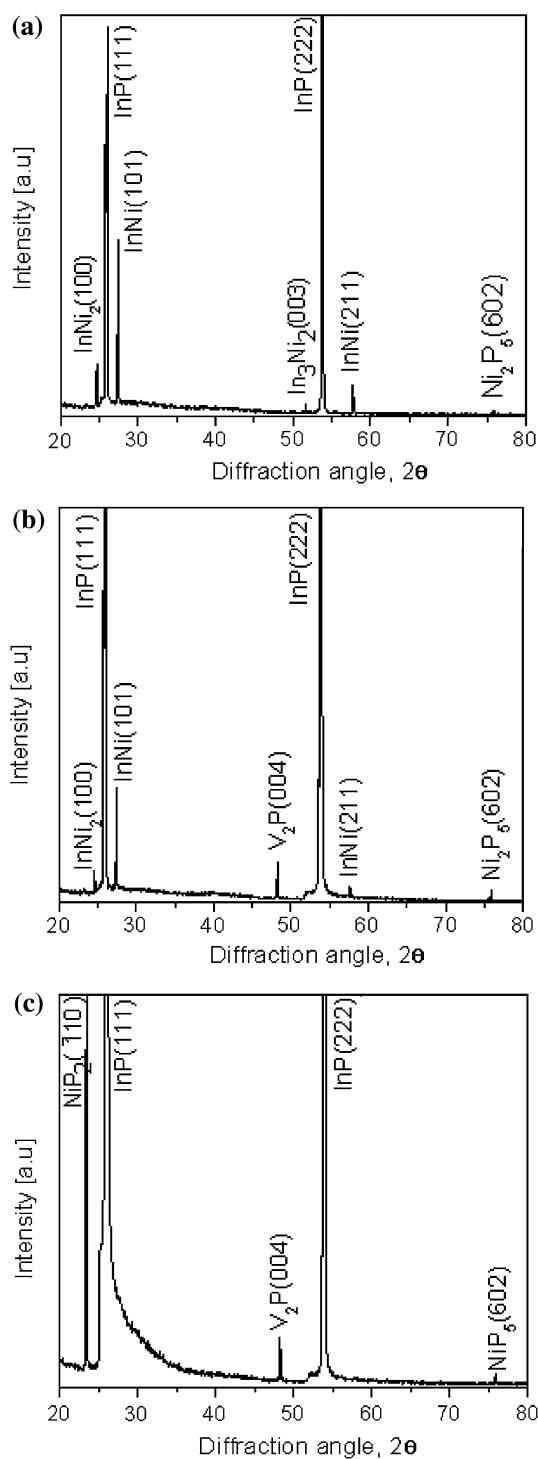 (a)
Intensity [a.u]
InNi₂(100)
InP(111)
InNi(101)
In₃Ni₂(003)
InP(222)
InNi(211)
Ni₂P₅(602)
20 30 40 50 60 70 80
Diffraction angle, 2θ
(b)
Intensity [a.u]
InNi₂(100)
InP(111)
InNi(101)
V₂P(004)
InP(222)
InNi(211)
Ni₂P₅(602)
20 30 40 50 60 70 80
Diffraction angle, 2θ
(c)
Intensity [a.u]
NiP₂(1̄10)
InP(111)
V₂P(004)
InP(222)
NiP₅(602)
20 30 40 50 60 70 80
Diffraction angle, 2θ